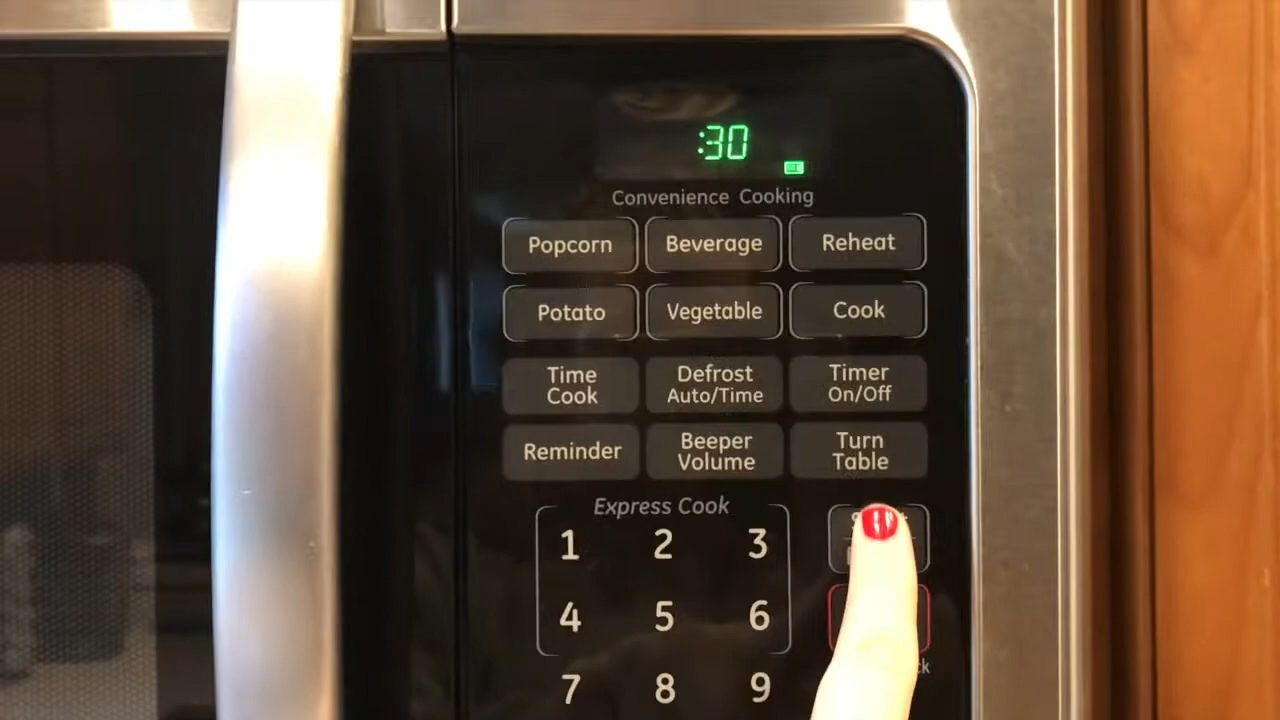 :30
Convenience Cooking
Popcorn Beverage Reheat
Potato Vegetable Cook
Time Cook
Defrost Auto/Time
Timer On/Off
Reminder
Beeper Volume
Turn Table
Express Cook
1 2 3
4 5 6
7 8 9